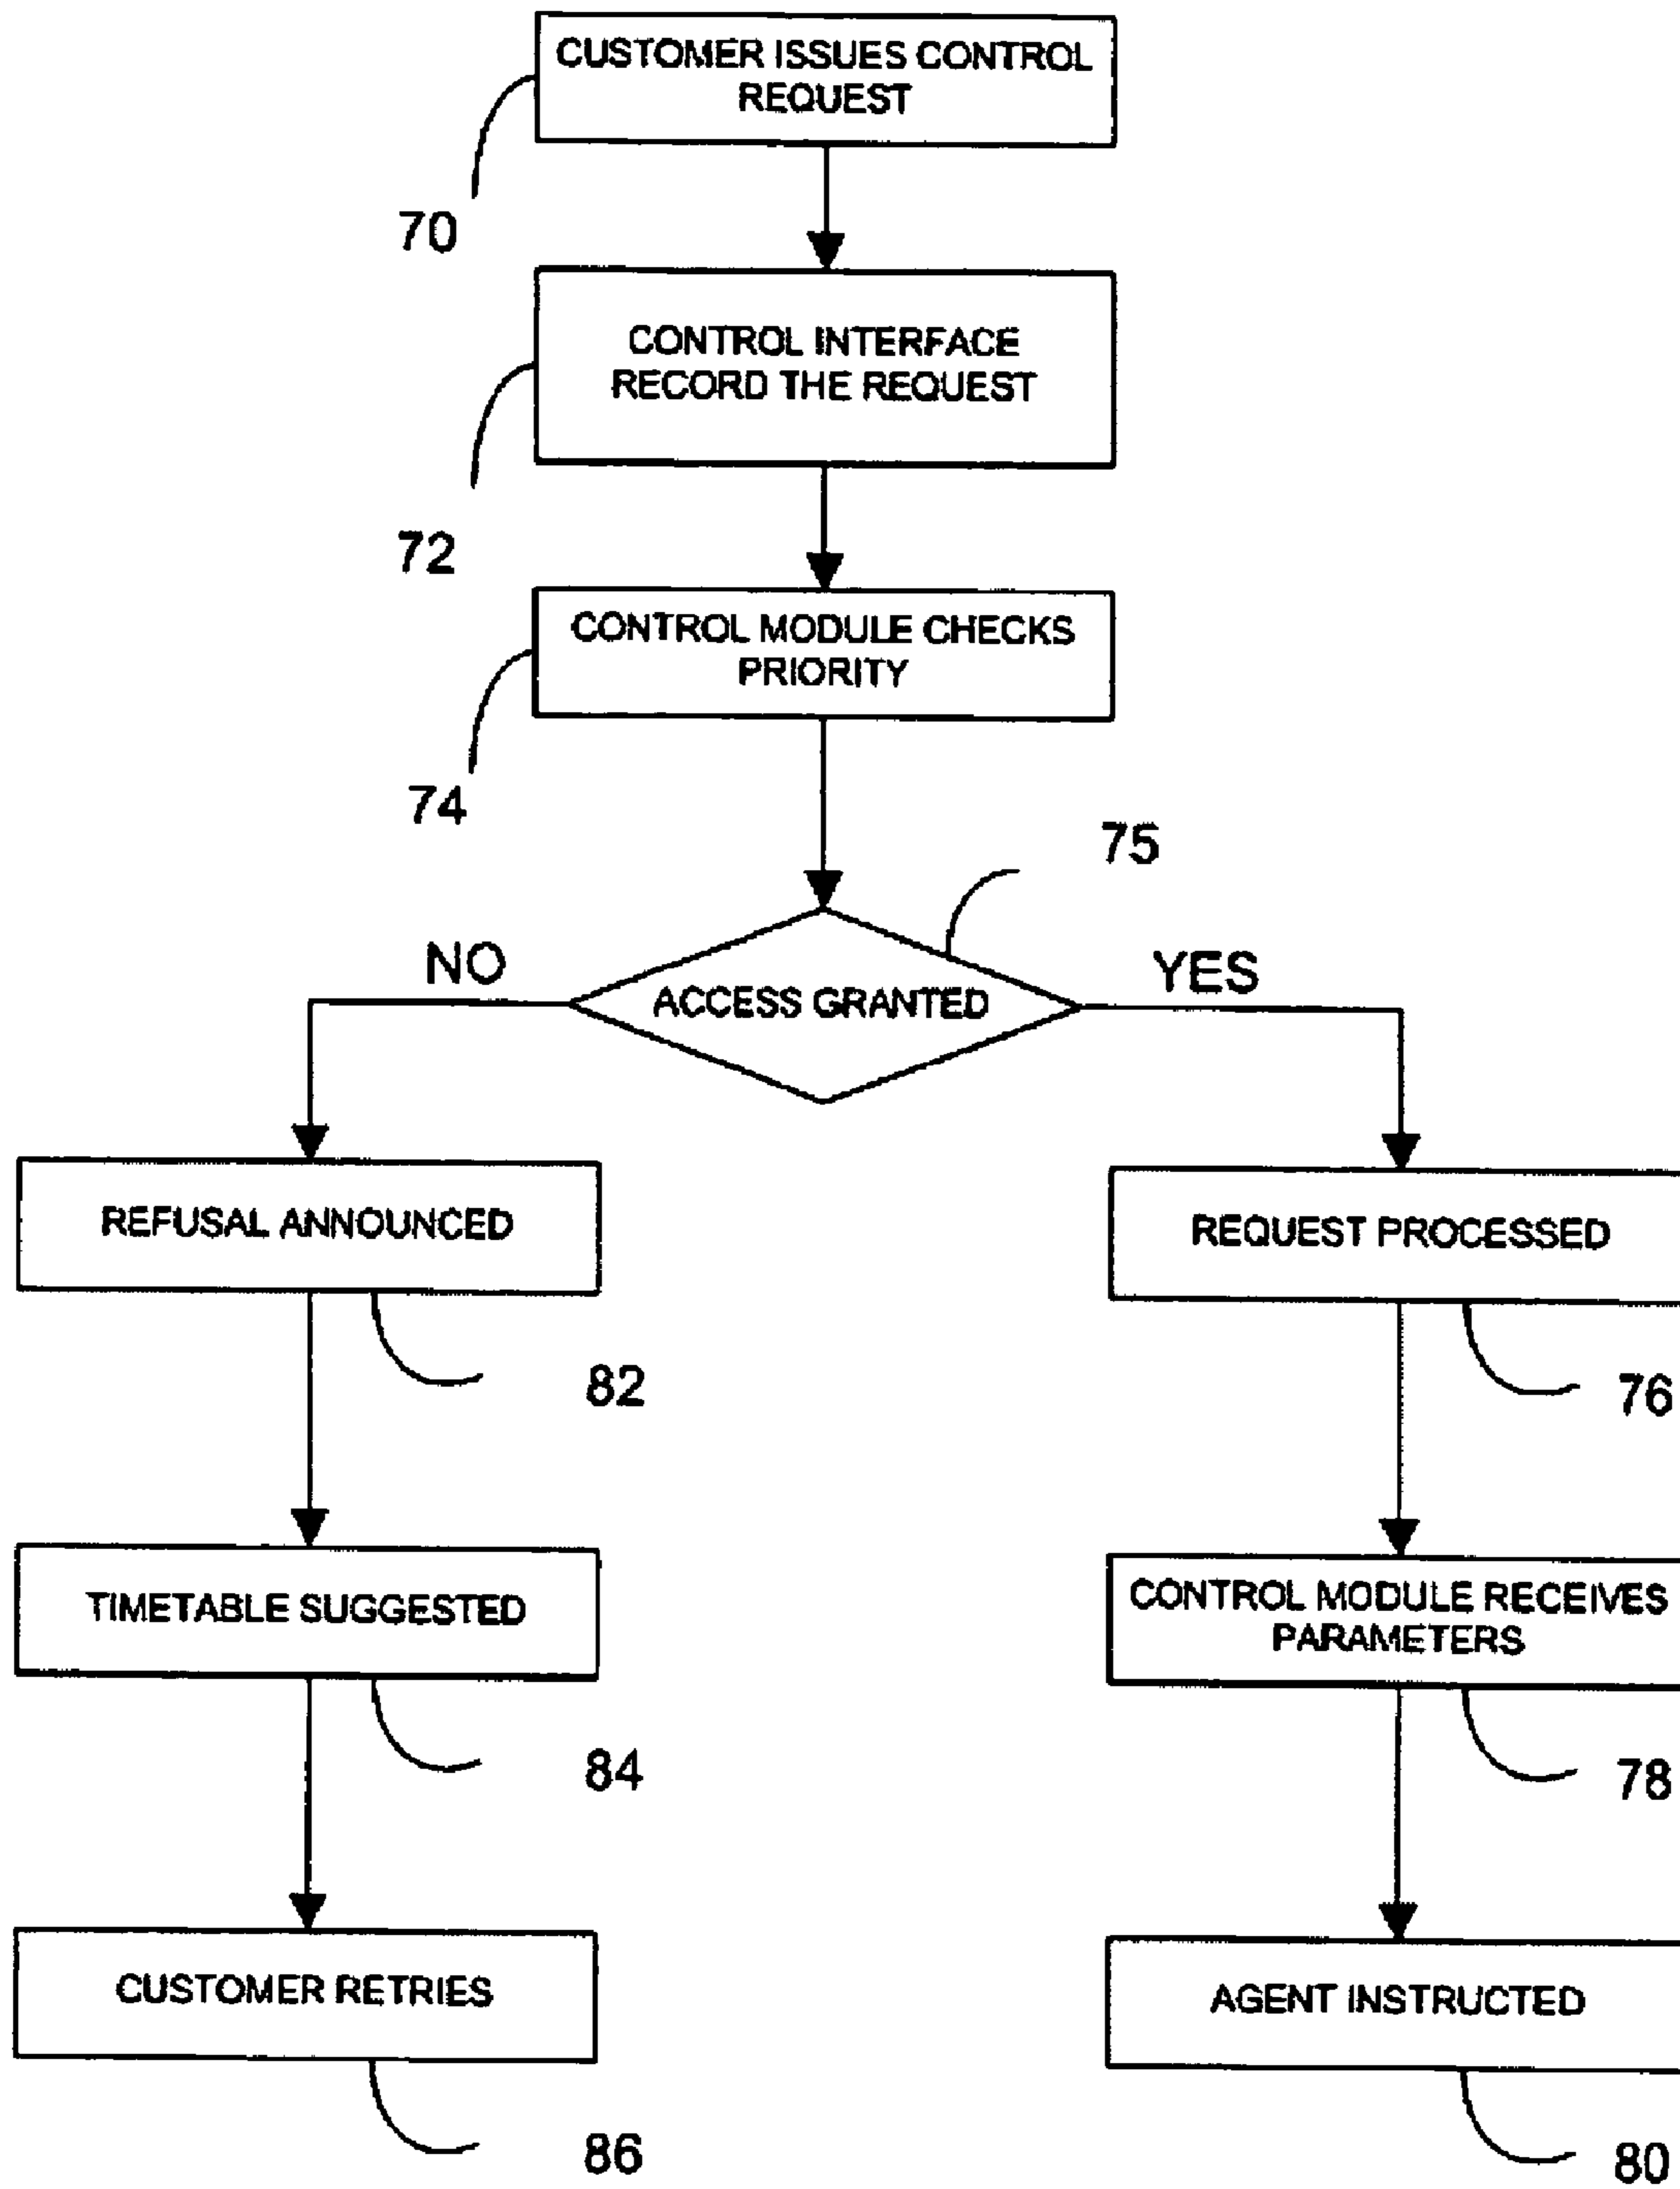 CUSTOMER ISSUES CONTROL
REQUEST
70
CONTROL INTERFACE
RECORD THE REQUEST
72
CONTROL MODULE CHECKS
PRIORITY
74
75
NO
YES
ACCESS GRANTED
REFUSAL ANNOUNCED
REQUEST PROCESSED
82
76
TIMETABLE SUGGESTED
CONTROL MODULE RECEIVES
PARAMETERS
84
78
CUSTOMER RETRIES
AGENT INSTRUCTED
86
80